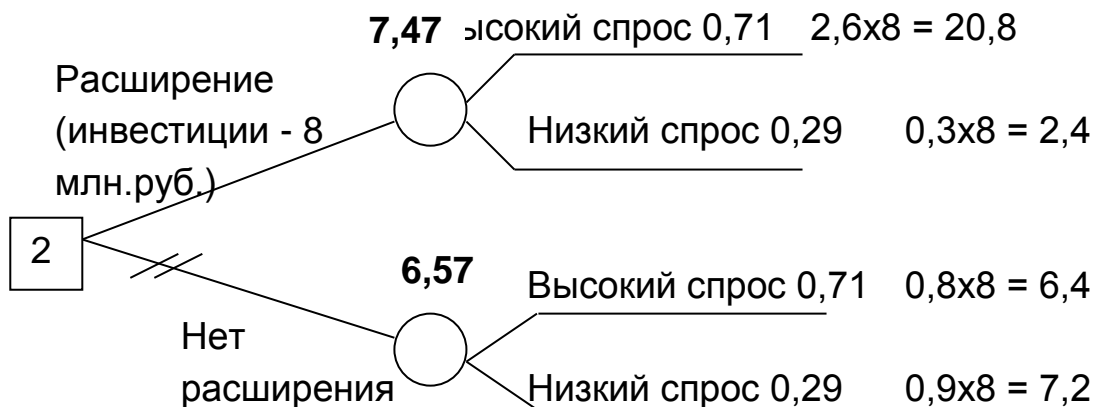 7,47 ысокий спрос 0,71 2,6х8 = 20,8
Расширение
(инвестиции - 8
млн.руб.)
Низкий спрос 0,29 0,3х8 = 2,4
2
6,57
Высокий спрос 0,71 0,8х8 = 6,4
Нет
расширения
Низкий спрос 0,29 0,9х8 = 7,2